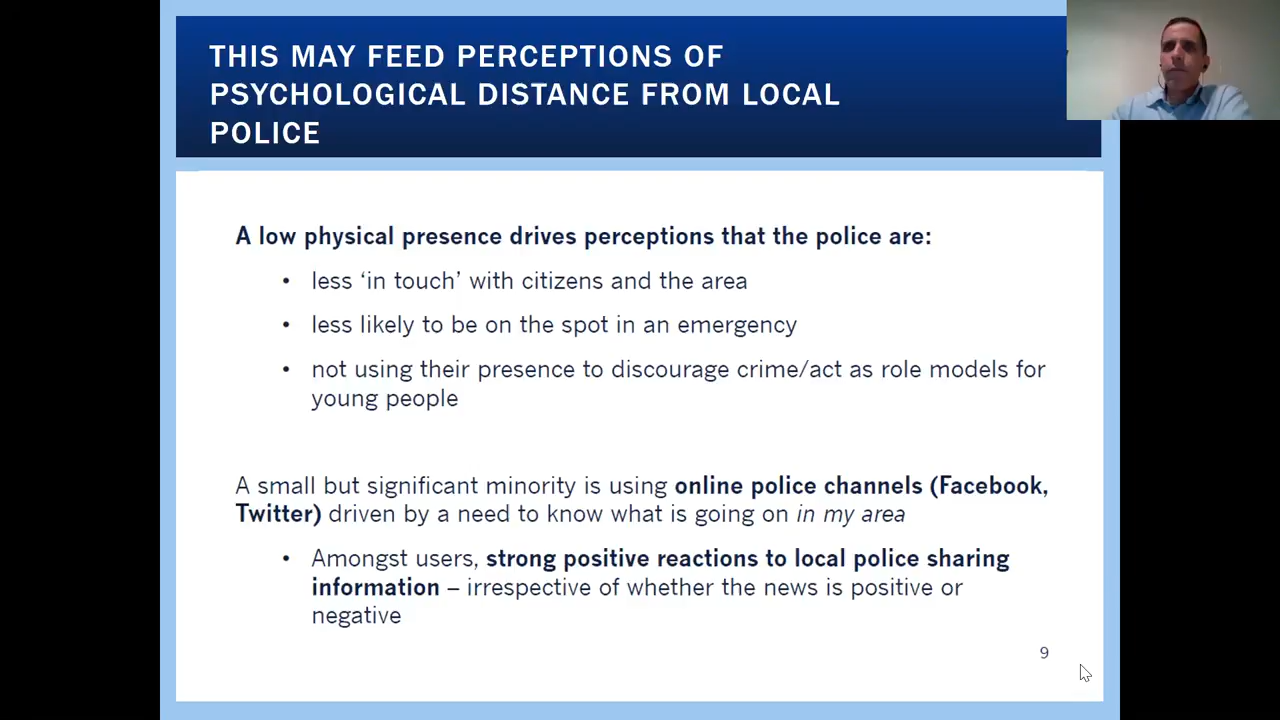 THIS MAY FEED PERCEPTIONS OF
PSYCHOLOGICAL DISTANCE FROM LOCAL
POLICE
A low physical presence drives perceptions that the police are:
• less ‘in touch’ with citizens and the area
• less likely to be on the spot in an emergency
• not using their presence to discourage crime/act as role models for
young people
A small but significant minority is using online police channels (Facebook,
Twitter) driven by a need to know what is going on in my area
• Amongst users, strong positive reactions to local police sharing
information – irrespective of whether the news is positive or
negative
9